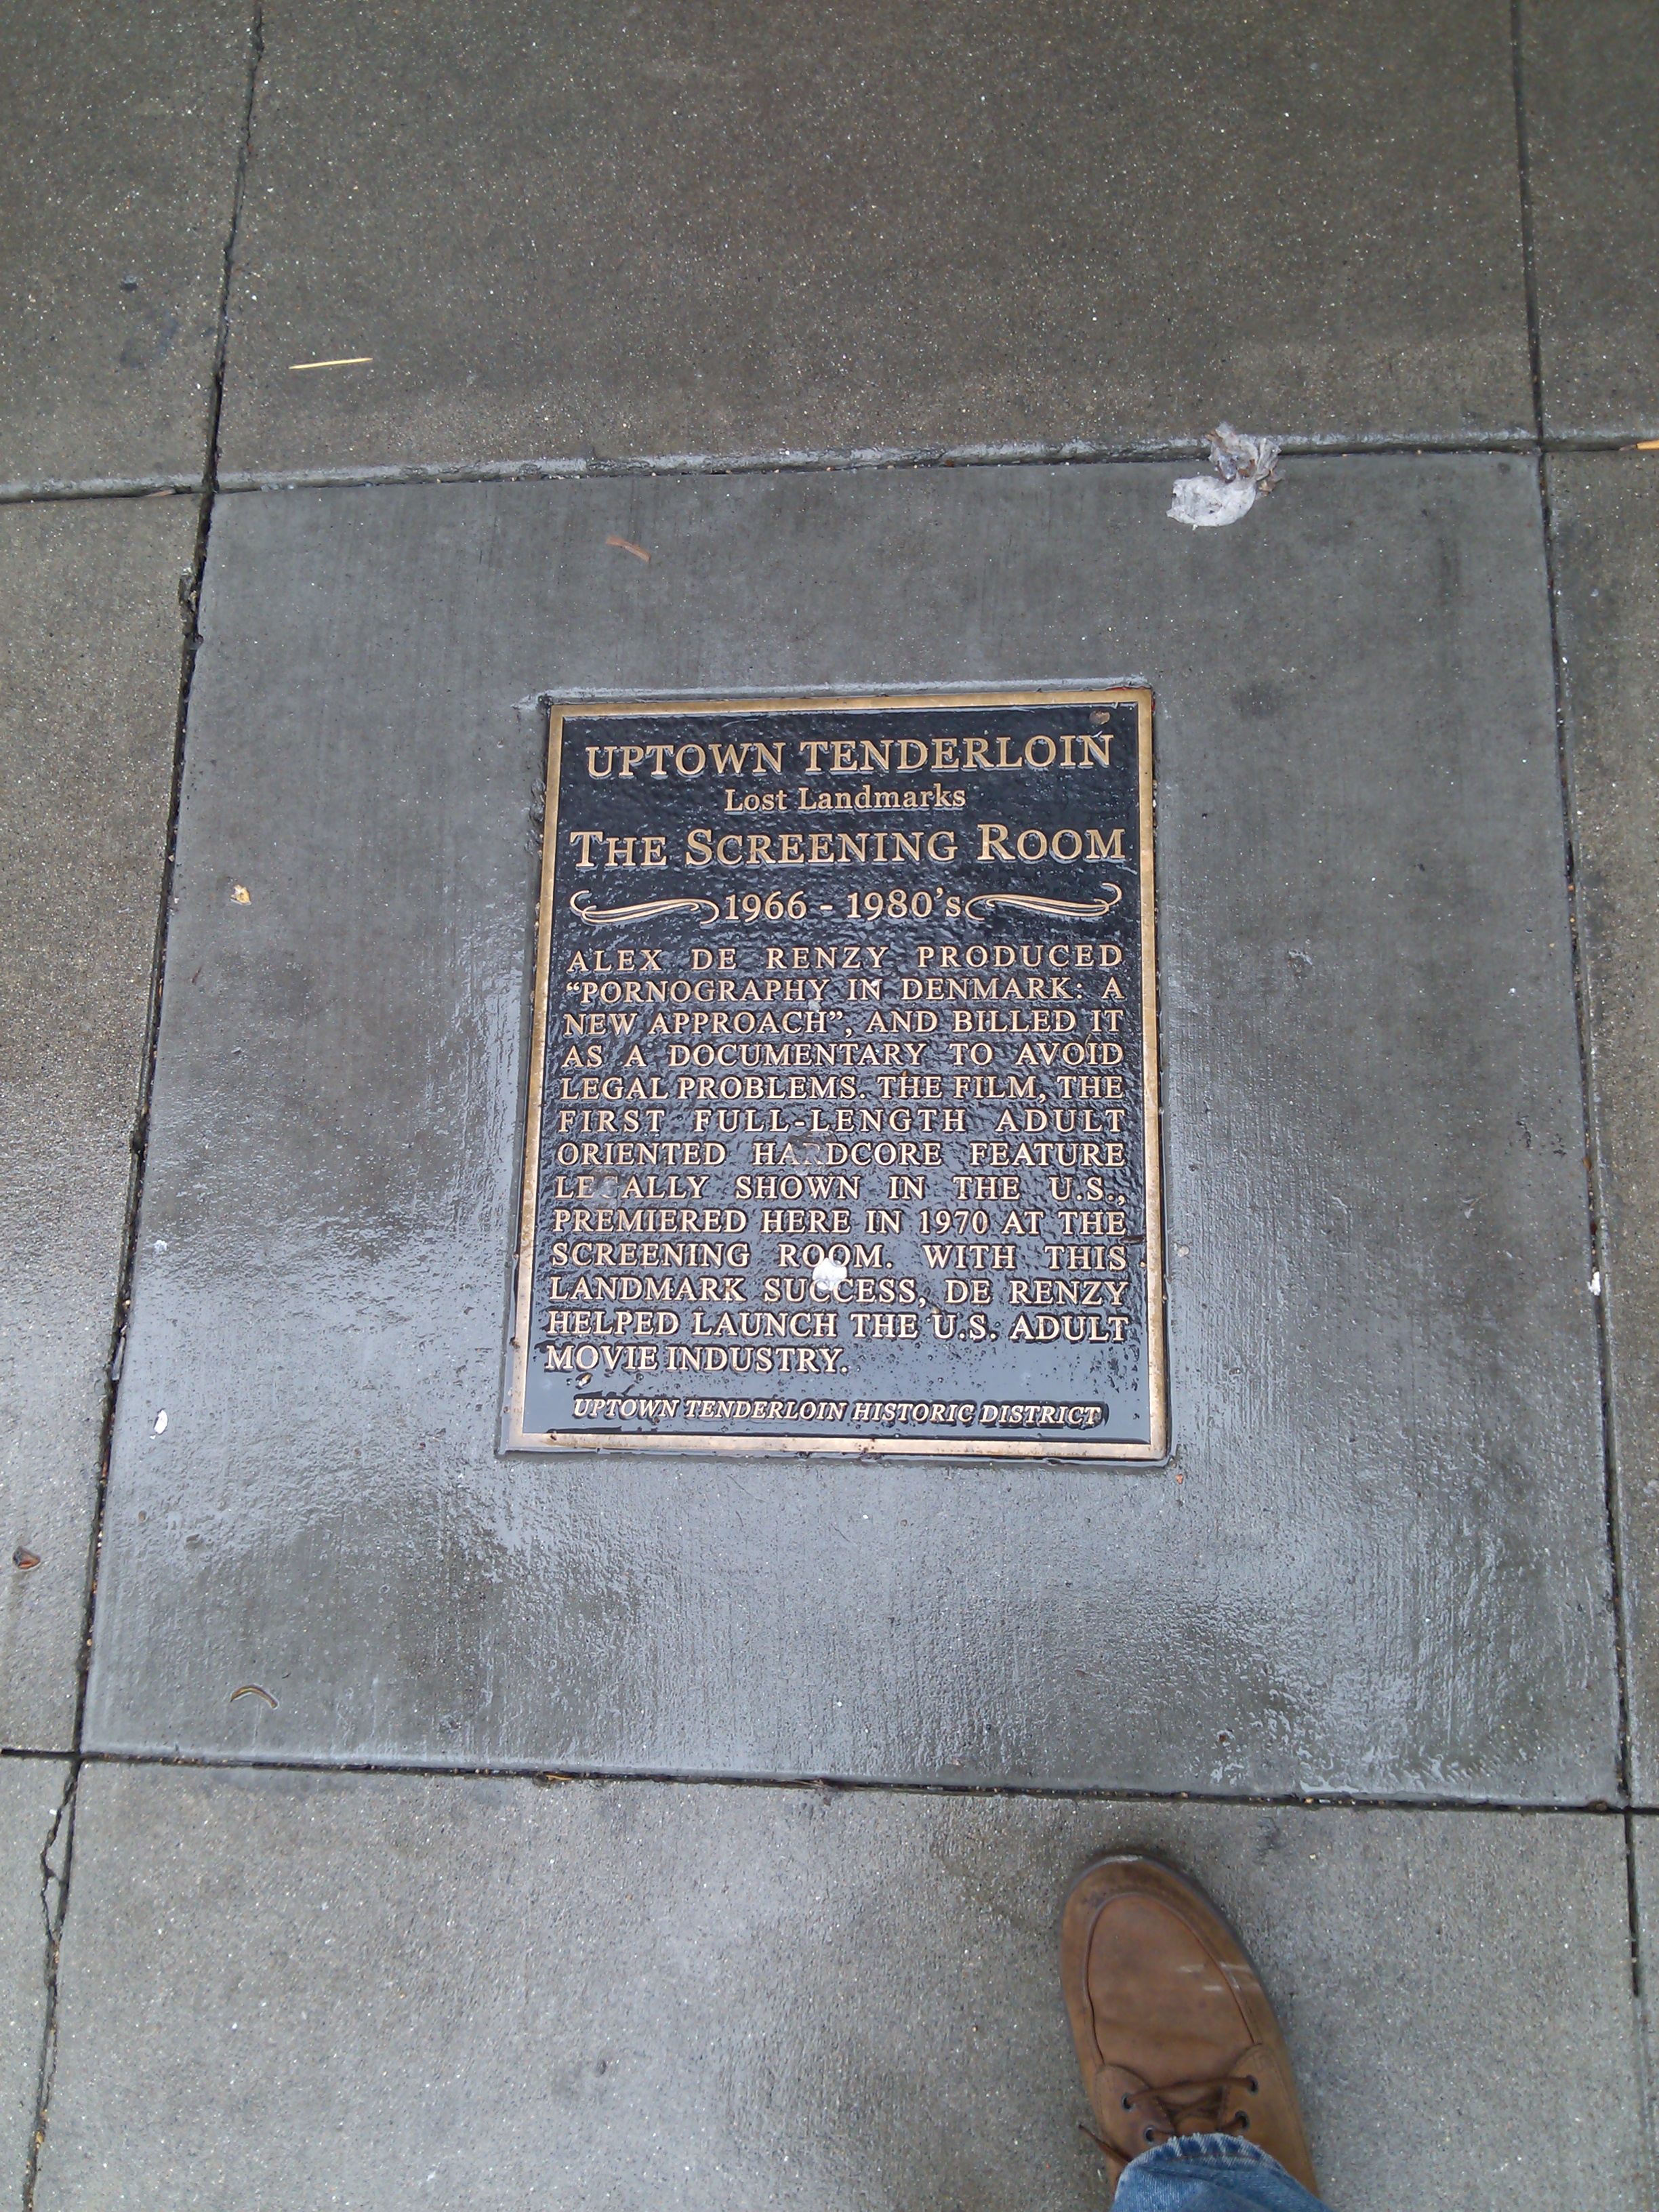 UPTOWN TENDERLOIN
Lost Landmarks
THE SCREENING ROOM
1966 - 1980's
ALEX DE RENZY PRODUCED
"PORNOGRAPHY IN DENMARK: A
NEW APPROACH", AND BILLED IT
AS A DOCUMENTARY TO AVOID
LEGAL PROBLEMS. THE FILM, THE
FIRST FULL-LENGTH ADULT
ORIENTED HARDCORE FEATURE
LEGALLY SHOWN IN THE U.S.,
PREMIERED HERE IN 1970 AT THE
SCREENING ROOM. WITH THIS
LANDMARK SUCCESS, DE RENZY
HELPED LAUNCH THE U.S. ADULT
MOVIE INDUSTRY.
UPTOWN TENDERLOIN HISTORIC DISTRICT